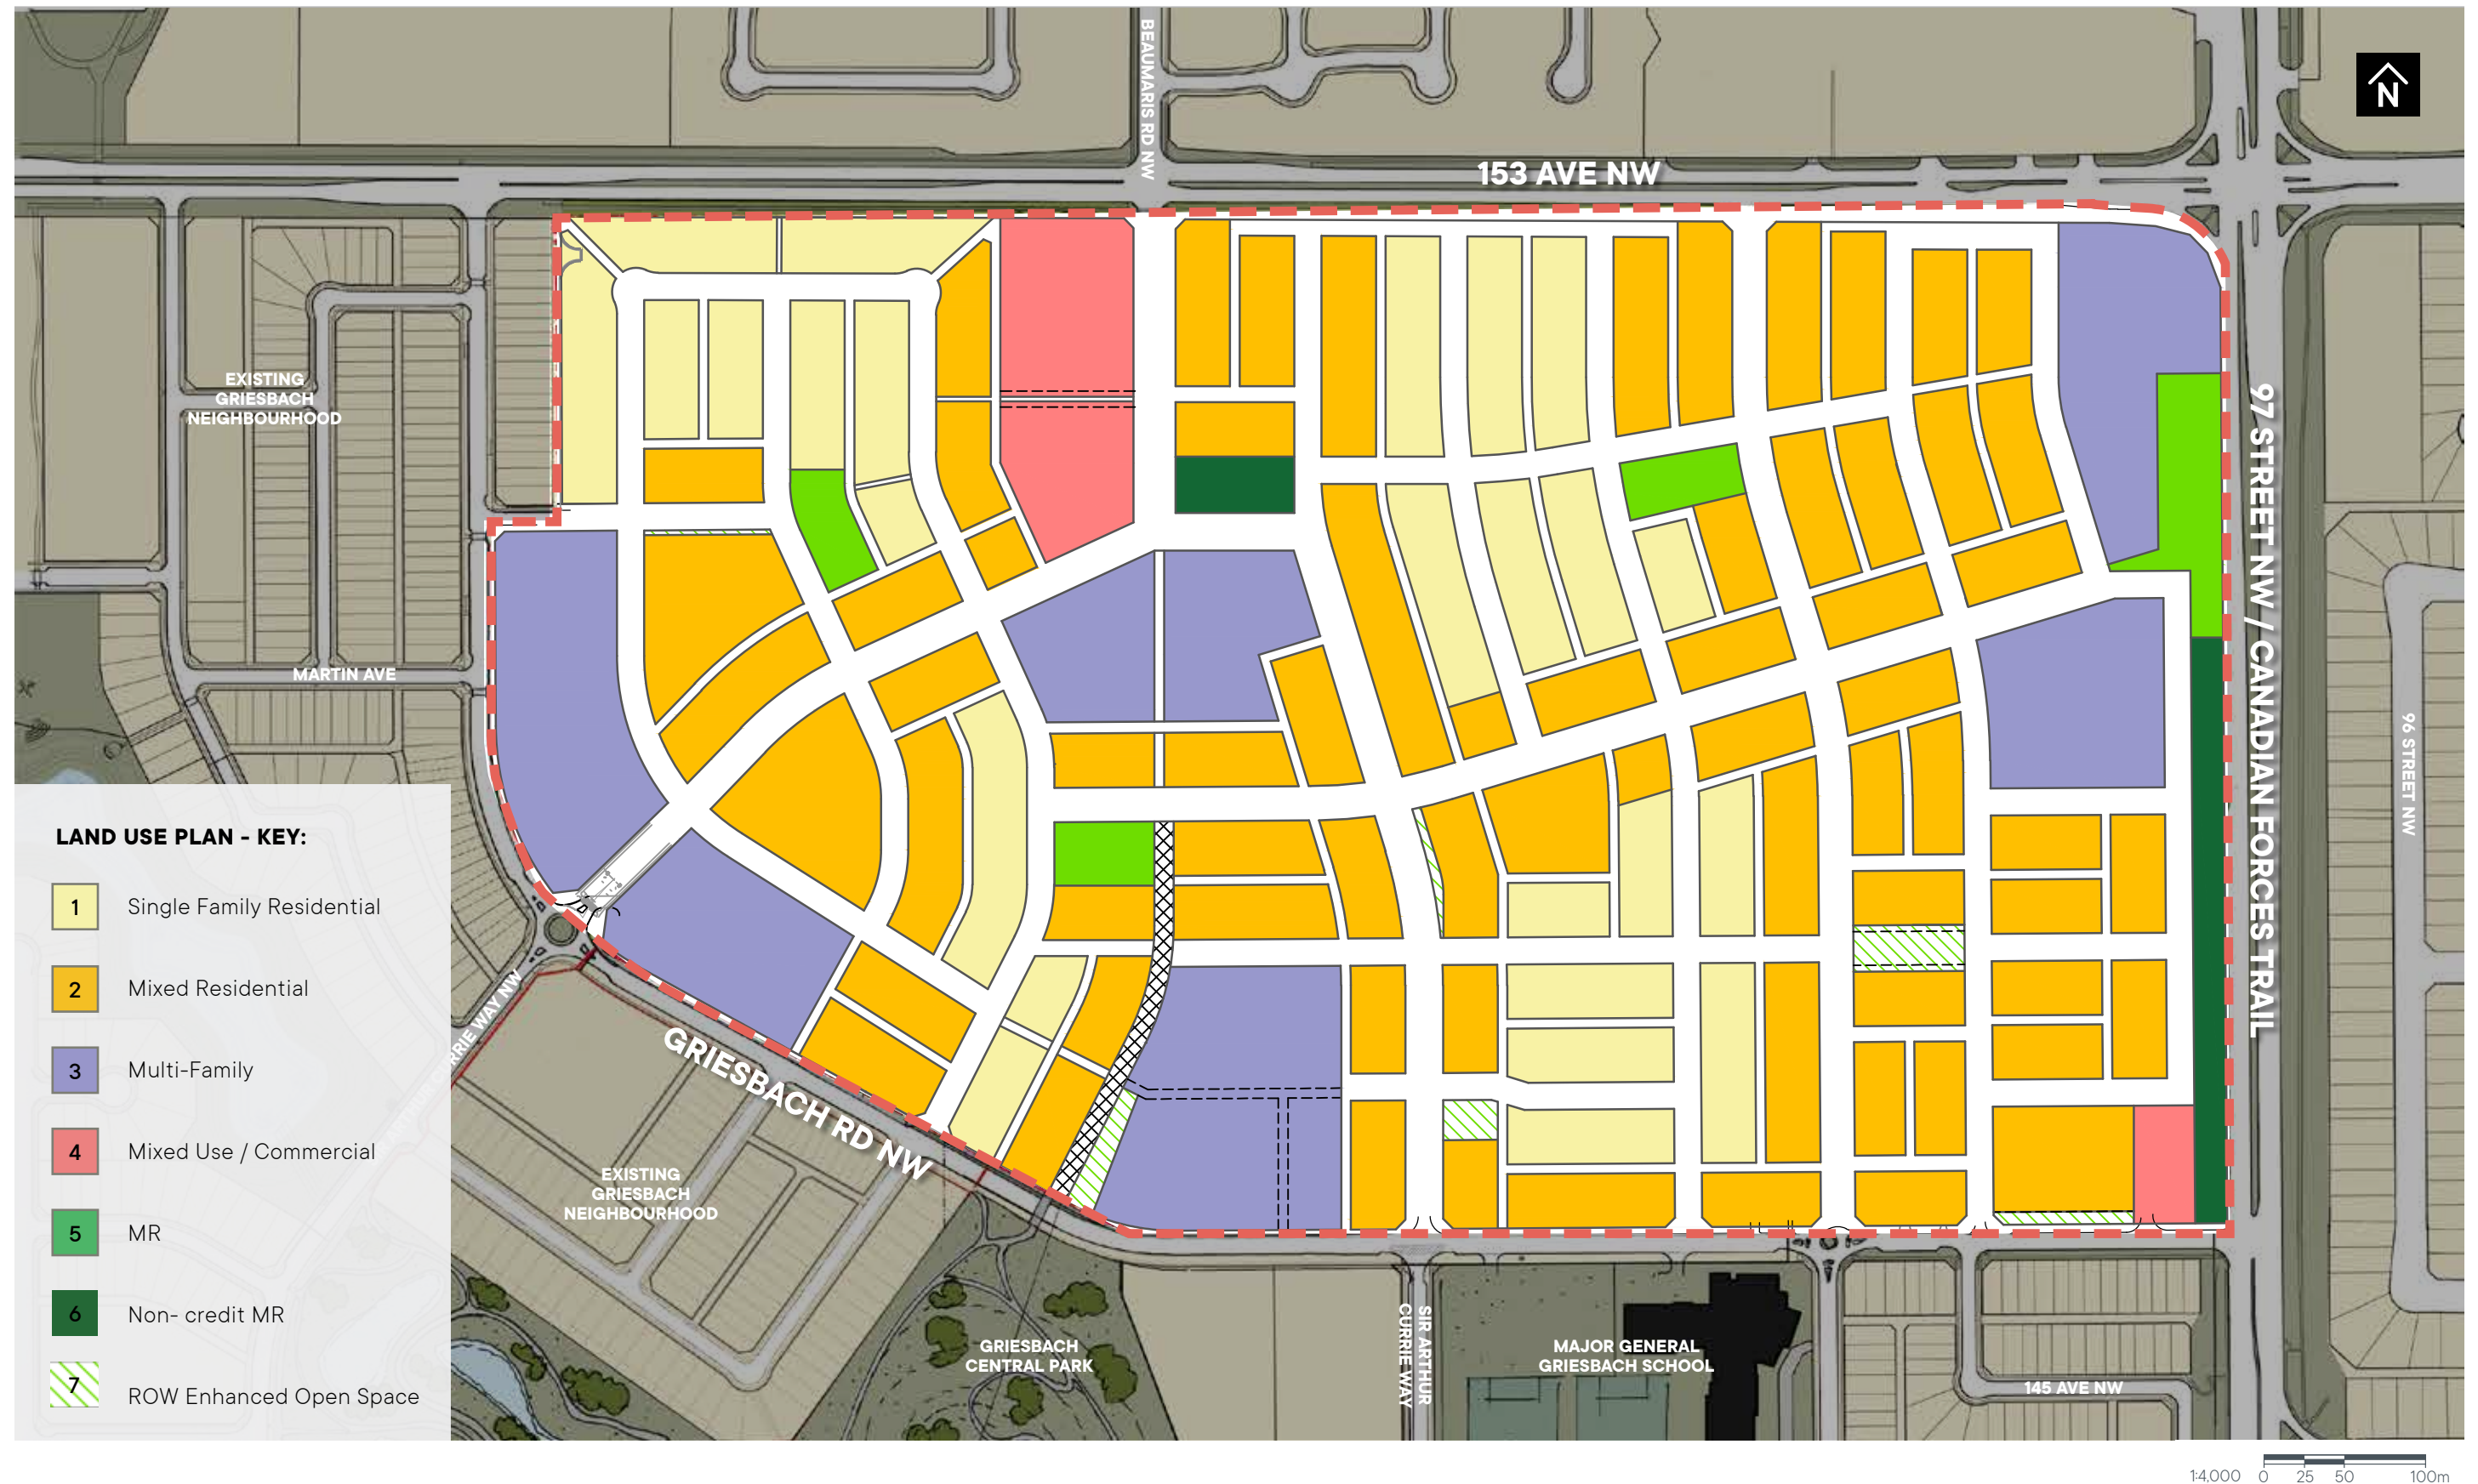 BEAUMARIS RD NW
N
153 AVE NW
EXISTING
GRIESBACH
NEIGHBOURHOOD
97 STREET NW / CANADIAN FORCES TRAIL
MARTIN AVE
96 STREET NW
LAND USE PLAN - KEY:
1 Single Family Residential
2 Mixed Residential
3 Multi-Family
4 Mixed Use / Commercial
5 MR
6 Non- credit MR
7 ROW Enhanced Open Space
RRIE WAY NW
GRIESBACH RD NW
EXISTING
GRIESBACH
NEIGHBOURHOOD
GRIESBACH
CENTRAL PARK
SIR ARTHUR
CURRIE WAY
MAJOR GENERAL
GRIESBACH SCHOOL
145 AVE NW
1:4,000 0 25 50 100m